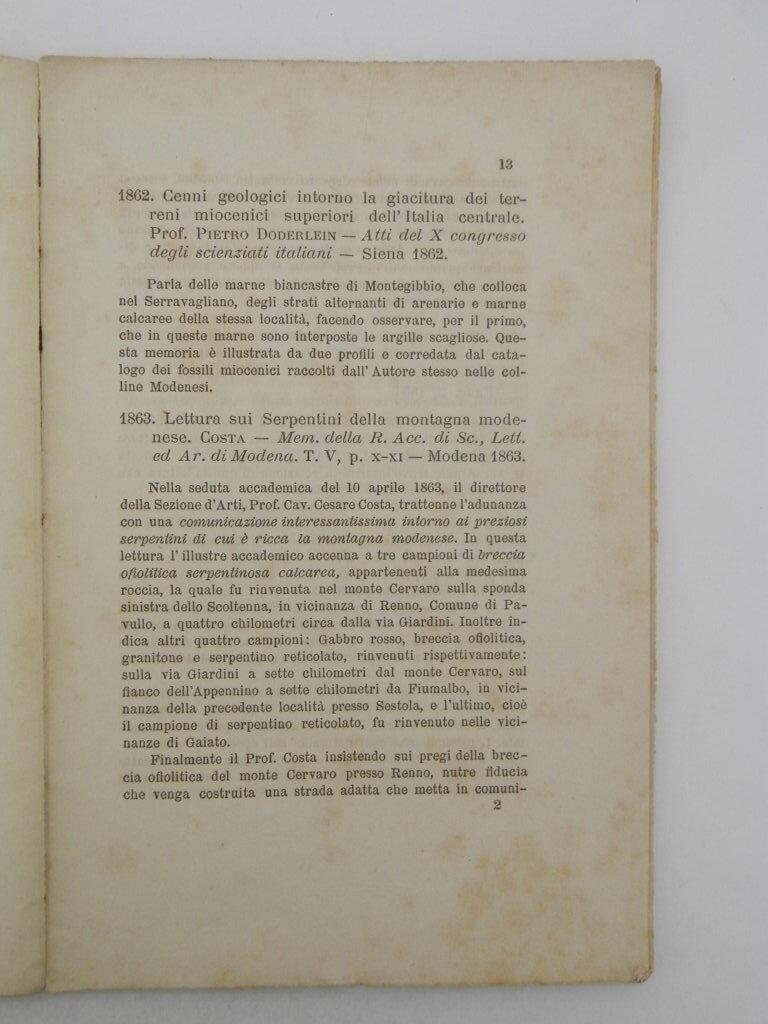 13
1862. Cenni geologici intorno la giacitura dei ter-
reni miocenici superiori dell'Italia centrale.
Prof. PIETRO DODERLEIN — Atti del X congresso
degli scienziati italiani — Siena 1862.
Parla delle marne biancastre di Montegibbio, che colloca
nel Serravagliano, degli strati alternanti di arenarie e marne
calcaree della stessa località, facendo osservare, per il primo,
che in queste marne sono interposte le argille scagliose. Que-
sta memoria è illustrata da due profili e corredata dal cata-
logo dei fossili miocenici raccolti dall'Autore stesso nelle col-
line Modenesi.
1863. Lettura sui Serpentini della montagna mode-
nese. COSTA — Mem. della R. Acc. di Sc., Lett.
ed Ar. di Modena. T. V, p. X-XI — Modena 1863.
Nella seduta accademica del 10 aprile 1863, il direttore
della Sezione d'Arti, Prof. Cav. Cesare Costa, trattenne l'adunanza
con una comunicazione interessantissima intorno ai preziosi
serpentini di cui è ricca la montagna modenese. In questa
lettura l'illustre accademico accenna a tre campioni di breccia
ofiolitica serpentinosa calcarea, appartenenti alla medesima
roccia, la quale fu rinvenuta nel monte Cervaro sulla sponda
sinistra dello Scoltenna, in vicinanza di Renno, Comune di Pa-
vullo, a quattro chilometri circa dalla via Giardini. Inoltre in-
dica altri quattro campioni: Gabbro rosso, breccia ofiolitica,
granitone e serpentino reticolato, rinvenuti rispettivamente:
sulla via Giardini a sette chilometri dal monte Cervaro, sul
fianco dell'Appennino a sette chilometri da Fiumalbo, in vici-
nanza della precedente località presso Sestola, e l'ultimo, cioè
il campione di serpentino reticolato, fu rinvenuto nelle vici-
nanze di Gaiato.
Finalmente il Prof. Costa insistendo sui pregi della brec-
cia ofiolitica del monte Cervaro presso Renno, nutre fiducia
che venga costruita una strada adatta che metta in comuni-
2